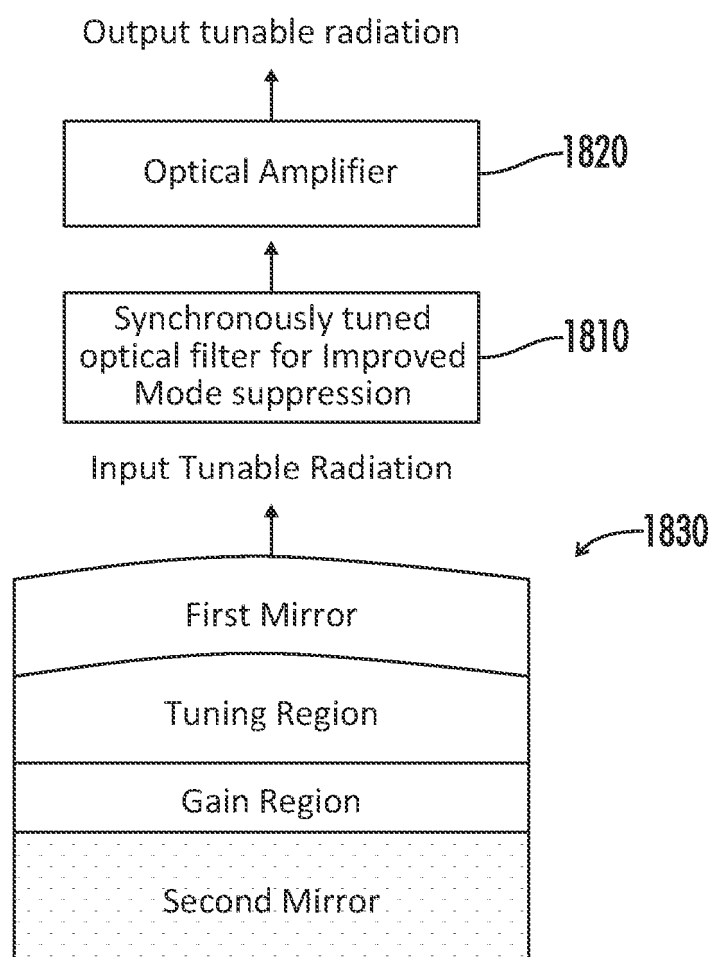 Output tunable radiation
Optical Amplifier
1820
Synchronously tuned
optical filter for Improved
Mode suppression
1810
Input Tunable Radiation
1830
First Mirror
Tuning Region
Gain Region
Second Mirror